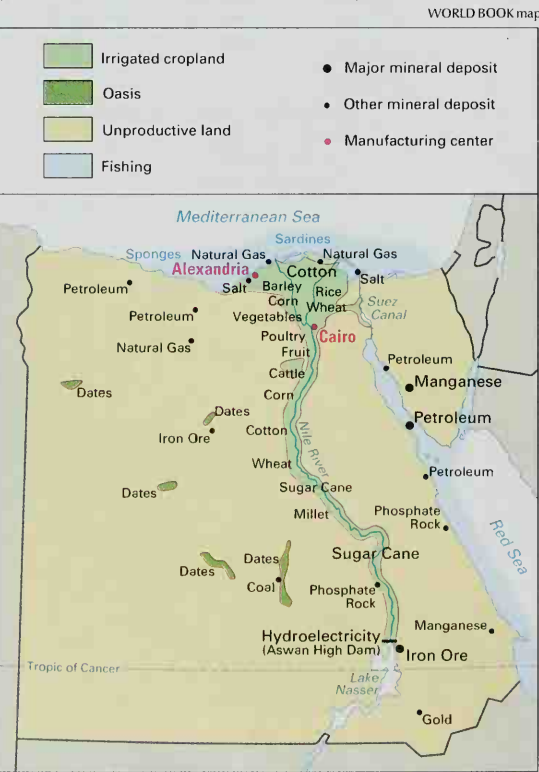 WORLD BOOK map
Irrigated cropland
Oasis
Unproductive land
Fishing
Major mineral deposit
Other mineral deposit
Manufacturing center
Mediterranean Sea
Sardines
Sponges
Natural Gas
Natural Gas
Alexandria
Cotton
Salt
Petroleum
Salt
Barley
Rice
Corn
Wheat
Suez
Canal
Petroleum
Vegetables
Cairo
Natural Gas
Poultry
Fruit
Cattle
Petroleum
Manganese
Dates
Corn
Dates
Petroleum
Iron Ore
Cotton
Nile River
Wheat
Petroleum
Dates
Sugar Cane
Millet
Phosphate
Rock
Red Sea
Sugar Cane
Dates
Dates
Coal
Phosphate
Rock
Hydroelectricity
(Aswan High Dam)
Manganese
Iron Ore
Tropic of Cancer
Lake
Nasser
Gold